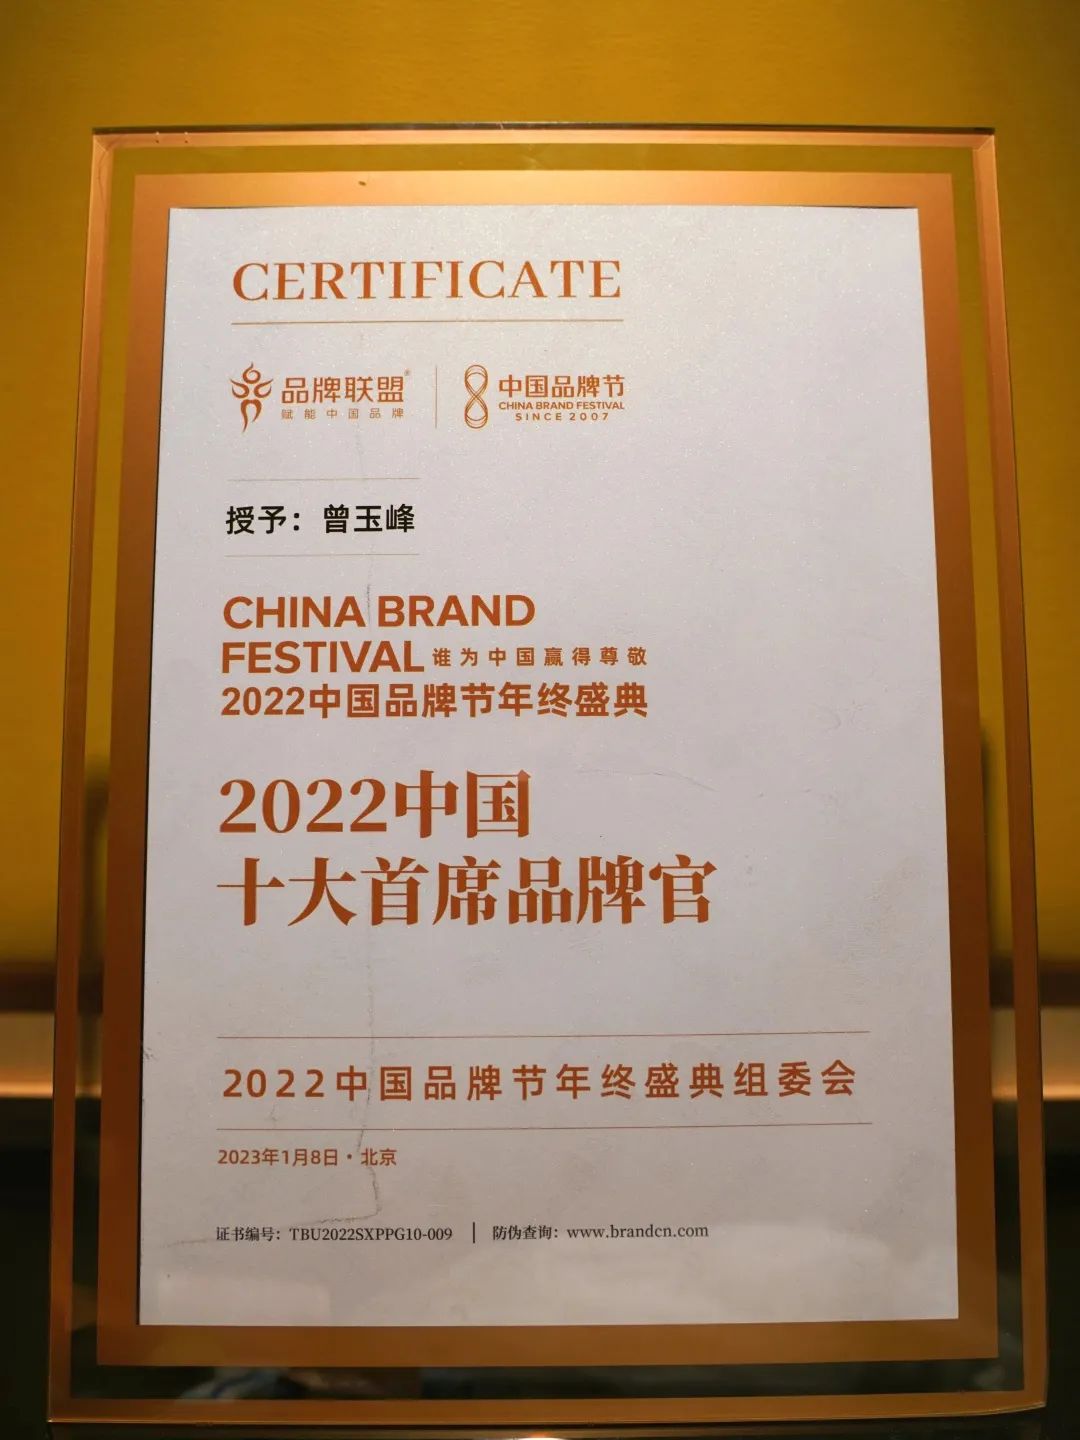 CERTIFICATE
品牌联盟®
赋能中国品牌
中国品牌节
CHINA BRAND FESTIVAL
SINCE 2007
授予：曾玉峰
CHINA BRAND
FESTIVAL 谁为中国赢得尊敬
2022中国品牌节年终盛典
2022中国
十大首席品牌官
2022中国品牌节年终盛典组委会
2023年1月8日·北京
证书编号：TBU2022SXPPG10-009 | 防伪查询：www.brandcn.com